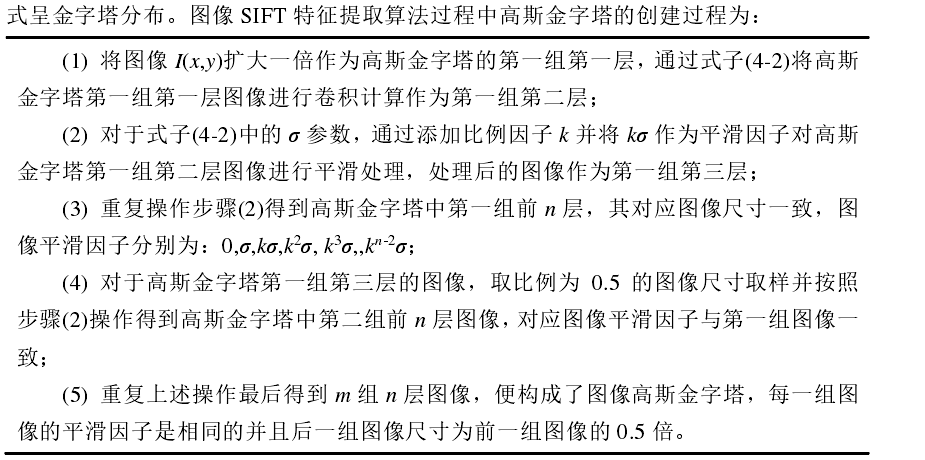 式呈金字塔分布。图像 SIFT 特征提取算法过程中高斯金字塔的创建过程为：
(1) 将图像 I(x,y)扩大一倍作为高斯金字塔的第一组第一层，通过式子(4-2)将高斯
金字塔第一组第一层图像进行卷积计算作为第一组第二层；
(2) 对于式子(4-2)中的 σ 参数，通过添加比例因子 k 并将 kσ 作为平滑因子对高斯
金字塔第一组第二层图像进行平滑处理，处理后的图像作为第一组第三层；
(3) 重复操作步骤(2)得到高斯金字塔中第一组前 n 层，其对应图像尺寸一致，图
像平滑因子分别为：0,σ,kσ,k²σ, k³σ,,kⁿ⁻²σ；
(4) 对于高斯金字塔第一组第三层的图像，取比例为 0.5 的图像尺寸取样并按照
步骤(2)操作得到高斯金字塔中第二组前 n 层图像，对应图像平滑因子与第一组图像一
致；
(5) 重复上述操作最后得到 m 组 n 层图像，便构成了图像高斯金字塔，每一组图
像的平滑因子是相同的并且后一组图像尺寸为前一组图像的 0.5 倍。